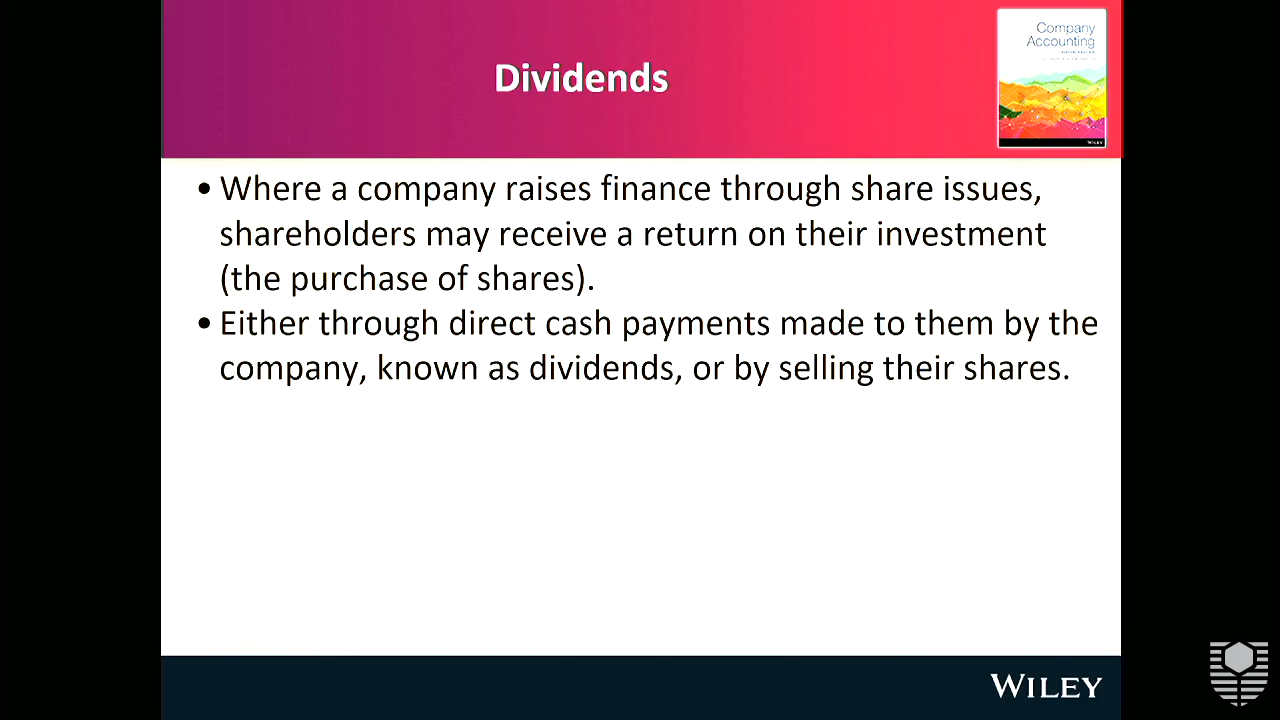 Company
Accounting
WILEY
Dividends
• Where a company raises finance through share issues,
shareholders may receive a return on their investment
(the purchase of shares).
• Either through direct cash payments made to them by the
company, known as dividends, or by selling their shares.
WILEY